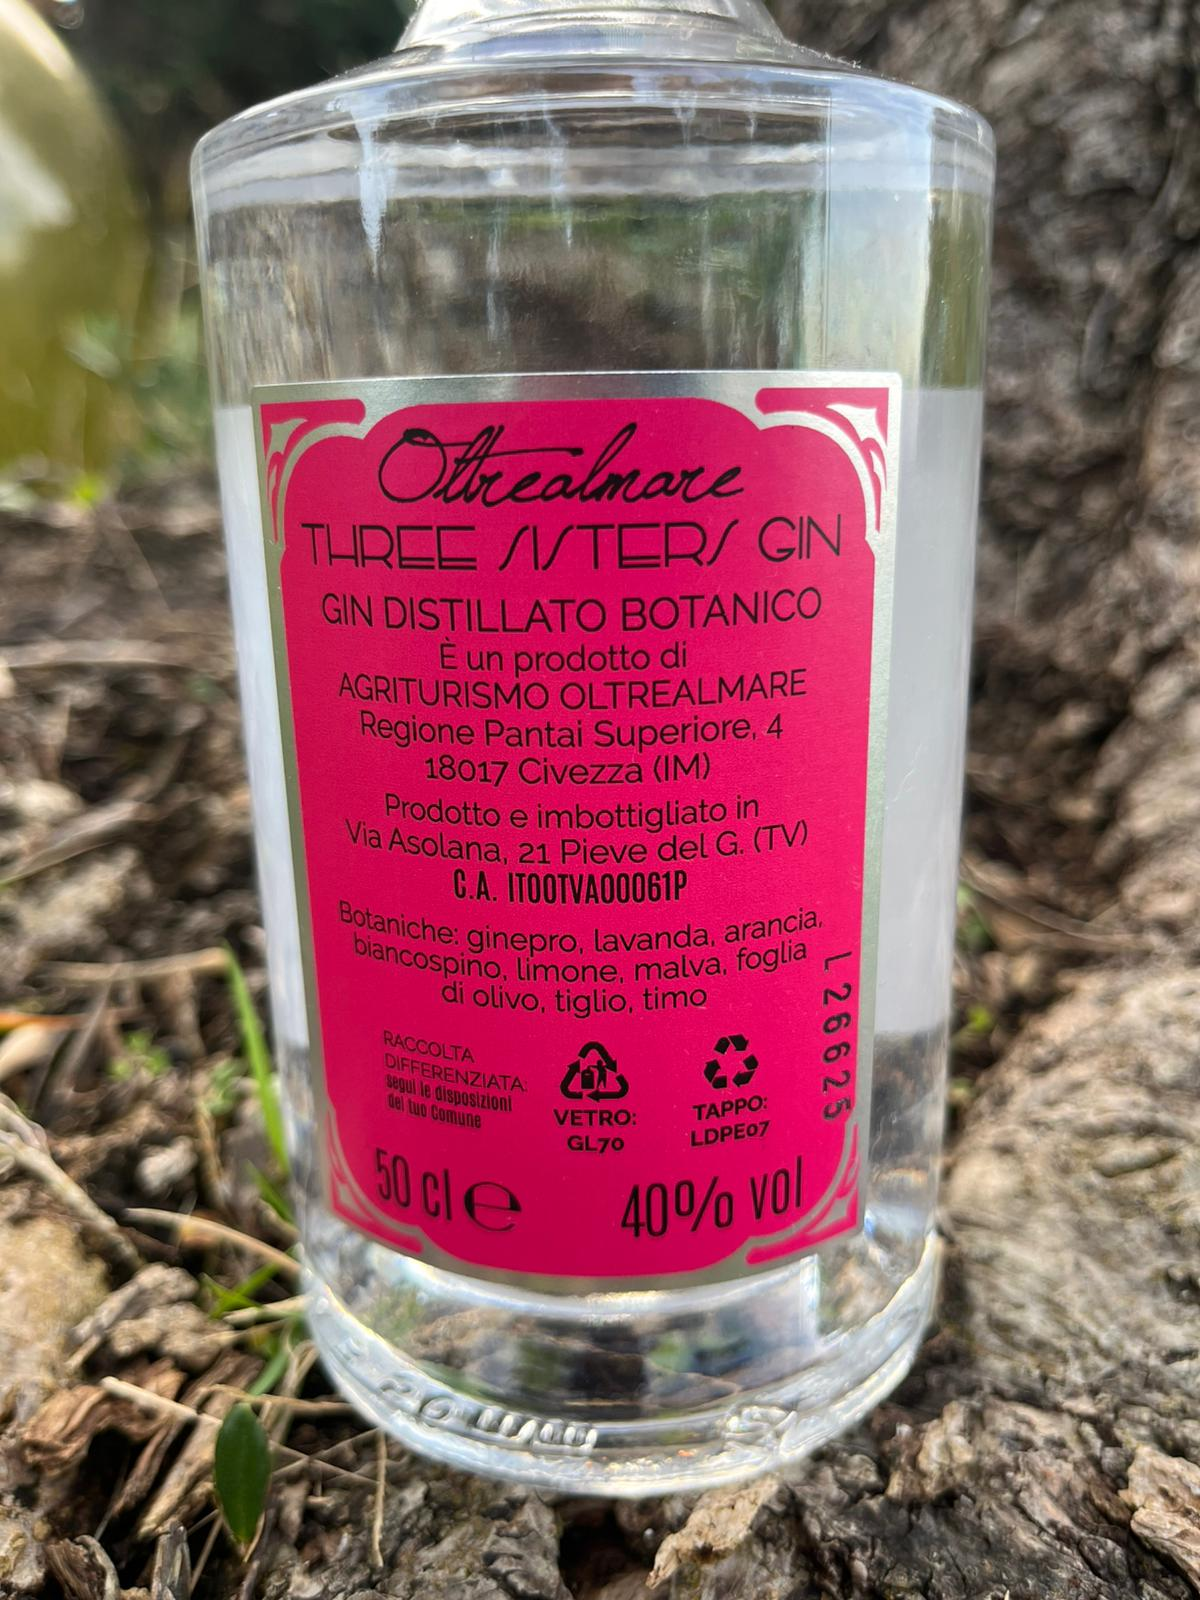 Oltrealmare
THREE SISTERS GIN
GIN DISTILLATO BOTANICO
È un prodotto di
AGRITURISMO OLTREALMARE
Regione Pantai Superiore, 4
18017 Civezza (IM)
Prodotto e imbottigliato in
Via Asolana, 21 Pieve del G. (TV)
C.A. IT00TVA00061P
Botaniche: ginepro, lavanda, arancia,
biancospino, limone, malva, foglia
di olivo, tiglio, timo
L26625
RACCOLTA
DIFFERENZIATA:
segui le disposizioni
del tuo Comune
VETRO:
GL70
TAPPO:
LDPE07
50 cl e
40% vol